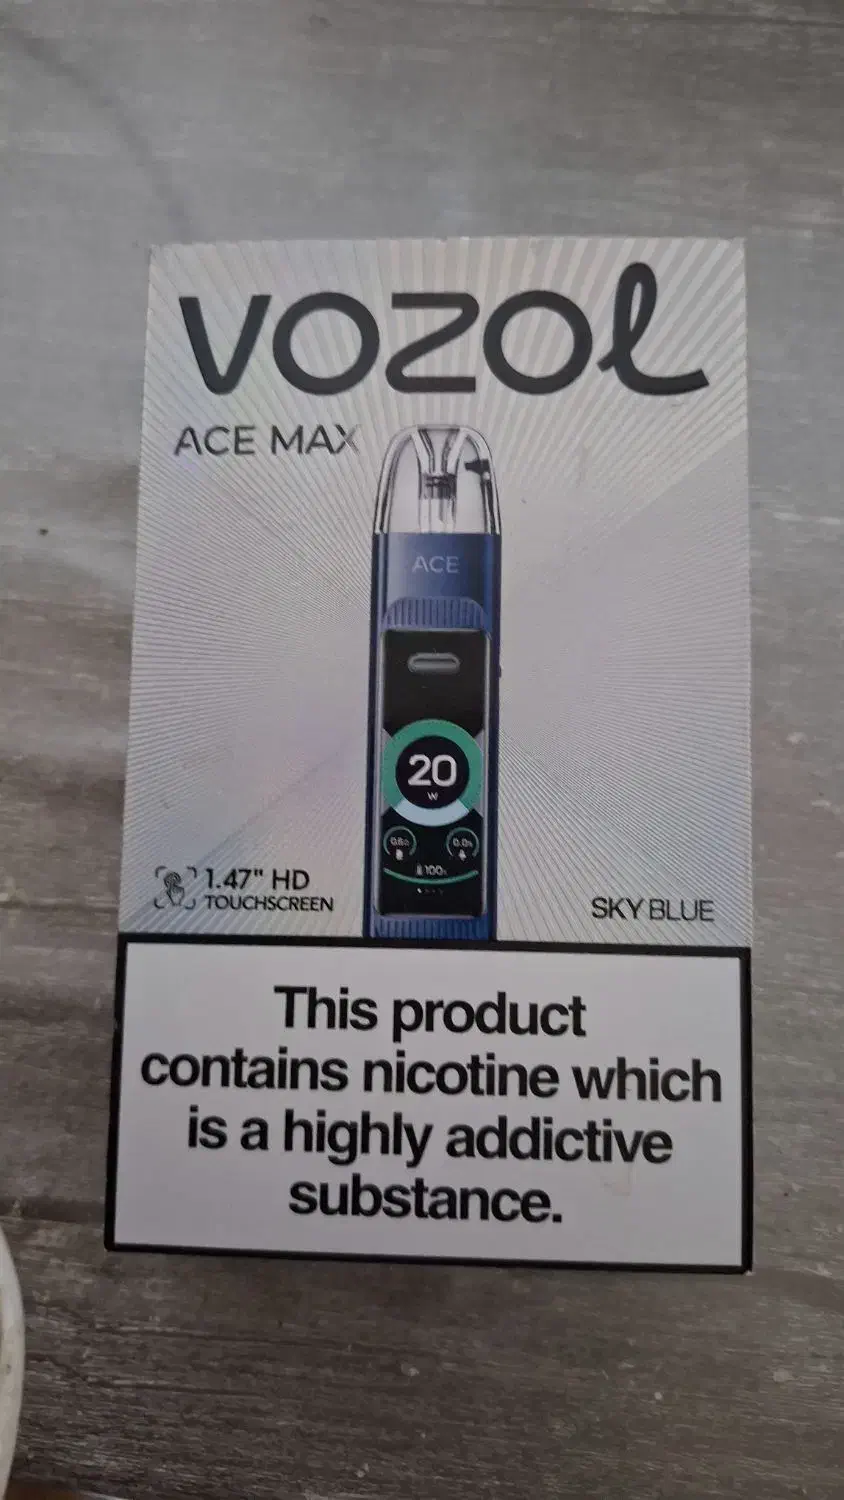 VOZOL
ACE MAX
ACE
20
W
100%
1.47" HD
TOUCHSCREEN
SKY BLUE
This product
contains nicotine which
is a highly addictive
substance.